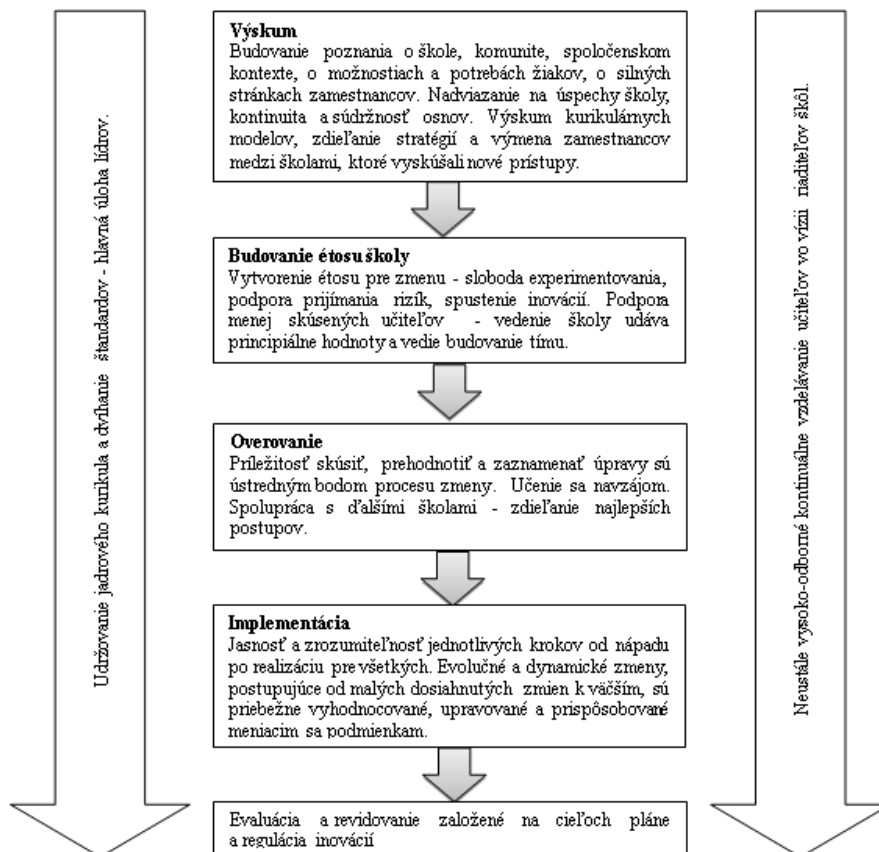 Udržovanie jadrového kurikula a dvíhanie štandardov - hlavná úloha lídrov.
Výskum
Budovanie poznania o škole, komunite, spoločenskom
kontexte, o možnostiach a potrebách žiakov, o silných
stránkach zamestnancov. Nadviazanie na úspechy školy,
kontinuita a súdržnosť osnov. Výskum kurikulárnych
modelov, zdieľanie stratégií a výmena zamestnancov
medzi školami, ktoré vyskúšali nové prístupy.
Budovanie étosu školy
Vytvorenie étosu pre zmenu - sloboda experimentovania,
podpora prijímania rizík, spustenie inovácií. Podpora
menej skúsených učiteľov - vedenie školy udáva
principiálne hodnoty a vedie budovanie tímu.
Overovanie
Príležitosť skúsiť, prehodnotiť a zaznamenať úpravy sú
ústredným bodom procesu zmeny. Učenie sa navzájom.
Spolupráca s ďalšími školami - zdieľanie najlepších
postupov.
Implementácia
Jasnosť a zrozumiteľnosť jednotlivých krokov od nápadu
po realizáciu pre všetkých. Evolučné a dynamické zmeny,
postupujúce od malých dosiahnutých zmien k väčším, sú
priebežne vyhodnocované, upravované a prispôsobované
meniacim sa podmienkam.
Evaluácia a revidovanie založené na cieľoch pláne
a regulácia inovácií
Neustále vysoko-odborné kontinuálne vzdelávanie učiteľov vo vízii riaditeľov škôl.